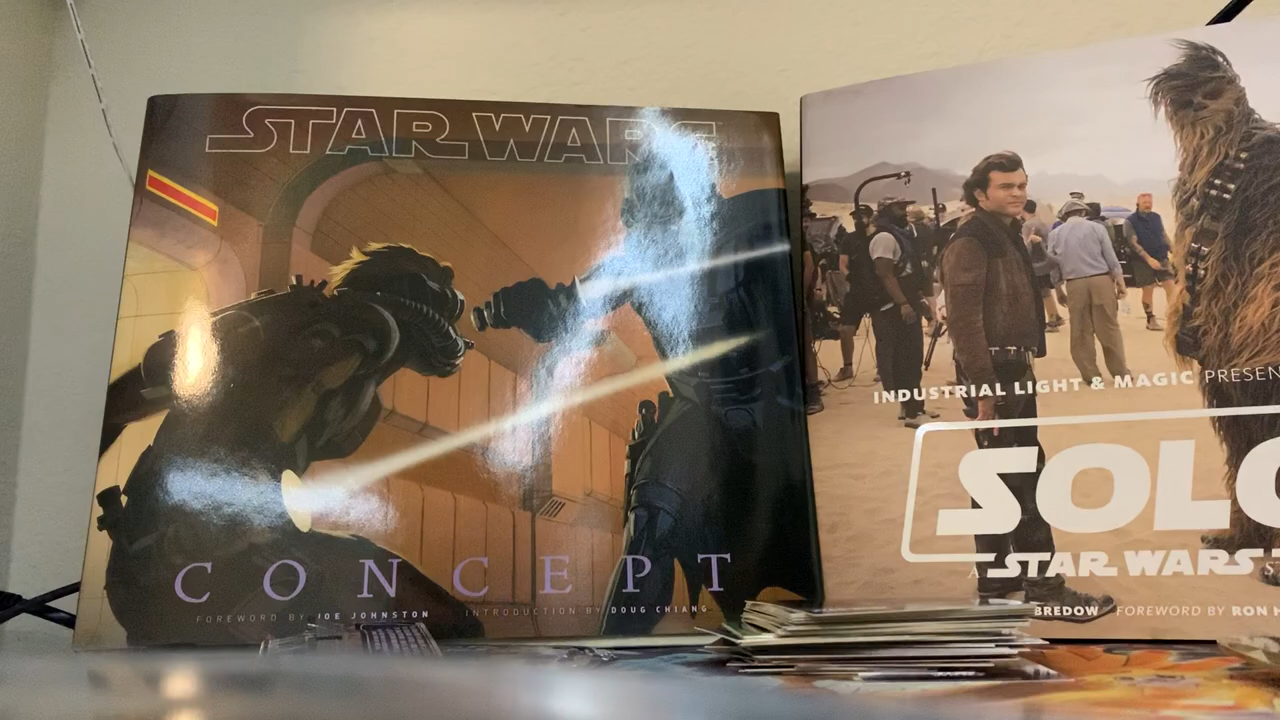 STAR WARS
CONCEPT
FOREWORD BY JOE JOHNSTON INTRODUCTION BY DOUG CHIANG
INDUSTRIAL LIGHT & MAGIC PRESEN
SOLO
A STAR WARS S
BREDOW FOREWORD BY RON H